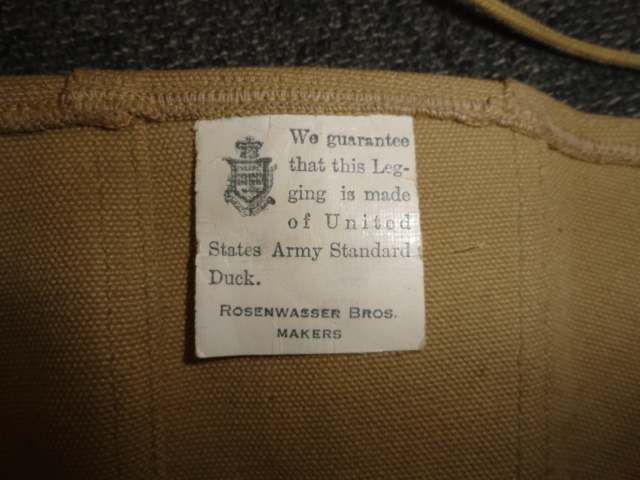 We guarantee
that this Leg-
ging is made
of United
States Army Standard
Duck.
ROSENWASSER BROS.
MAKERS